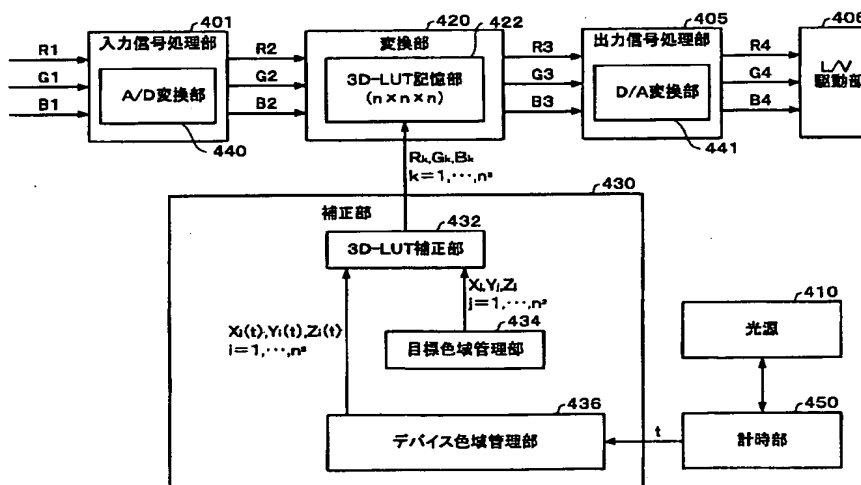 401
入力信号処理部
R1
G1
B1
A/D変換部
440
R2
G2
B2
420
変換部
422
3D-LUT記憶部
(n×n×n)
R3
G3
B3
405
出力信号処理部
D/A変換部
441
R4
G4
B4
406
L/V
駆動部
Rk,Gk,Bk
k=1,・・・,n³
430
補正部
432
3D-LUT補正部
Xj,Yj,Zj
j=1,・・・,n³
434
目標色域管理部
Xi(t),Yi(t),Zi(t)
i=1,・・・,n³
436
デバイス色域管理部
t
410
光源
450
計時部